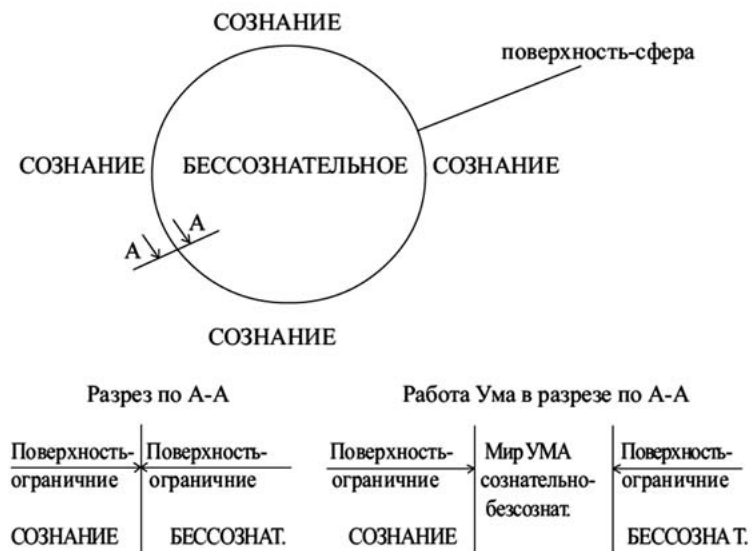 СОЗНАНИЕ
поверхность-сфера
СОЗНАНИЕ БЕССОЗНАТЕЛЬНОЕ СОЗНАНИЕ
А
А
СОЗНАНИЕ
Разрез по А-А
Поверхность- Поверхность-
ограничние ограничние
СОЗНАНИЕ БЕССОЗНАТ.
Работа Ума в разрезе по А-А
Поверхность- Мир УМА Поверхность-
ограничние сознательно- ограничние
безсознат.
СОЗНАНИЕ БЕССОЗНАТ.